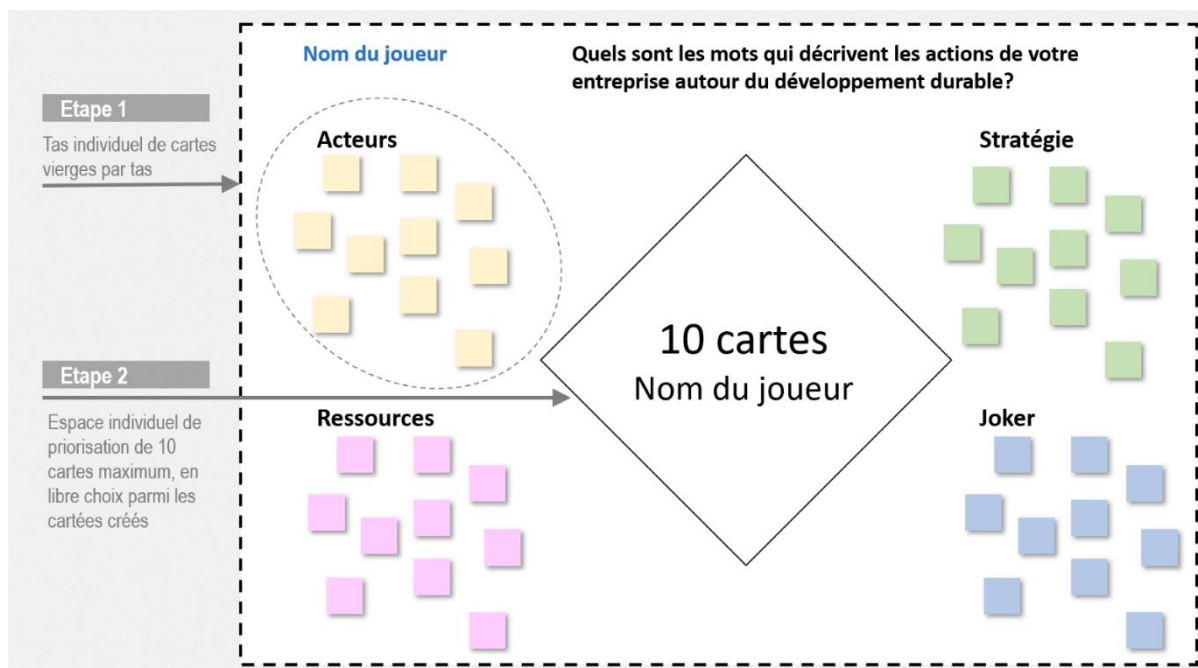 Nom du joueur
Quels sont les mots qui décrivent les actions de votre
entreprise autour du développement durable?
Etape 1
Tas individuel de cartes
vierges par tas
Acteurs
Stratégie
10 cartes
Nom du joueur
Etape 2
Espace individuel de
priorisation de 10
cartes maximum, en
libre choix parmi les
cartées créés
Ressources
Joker